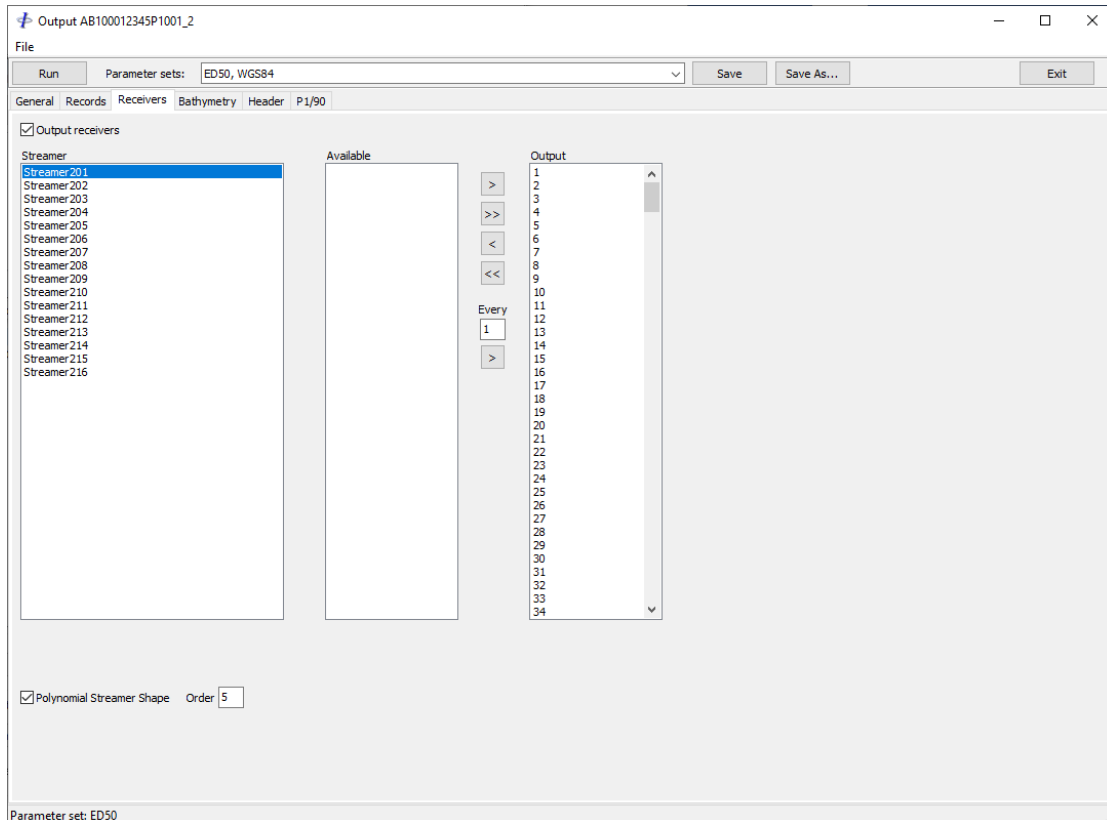 Output AB100012345P1001_2
File
Run Parameter sets: ED50, WGS84 Save Save As... Exit
General Records Receivers Bathymetry Header P1/90
Output receivers
Streamer Available Output
Streamer201
Streamer202
Streamer203
Streamer204
Streamer205
Streamer206
Streamer207
Streamer208
Streamer209
Streamer210
Streamer211
Streamer212
Streamer213
Streamer214
Streamer215
Streamer216
>
>>
<
<<
Every
1
>
1
2
3
4
5
6
7
8
9
10
11
12
13
14
15
16
17
18
19
20
21
22
23
24
25
26
27
28
29
30
31
32
33
34
Polynomial Streamer Shape Order 5
Parameter set: ED50